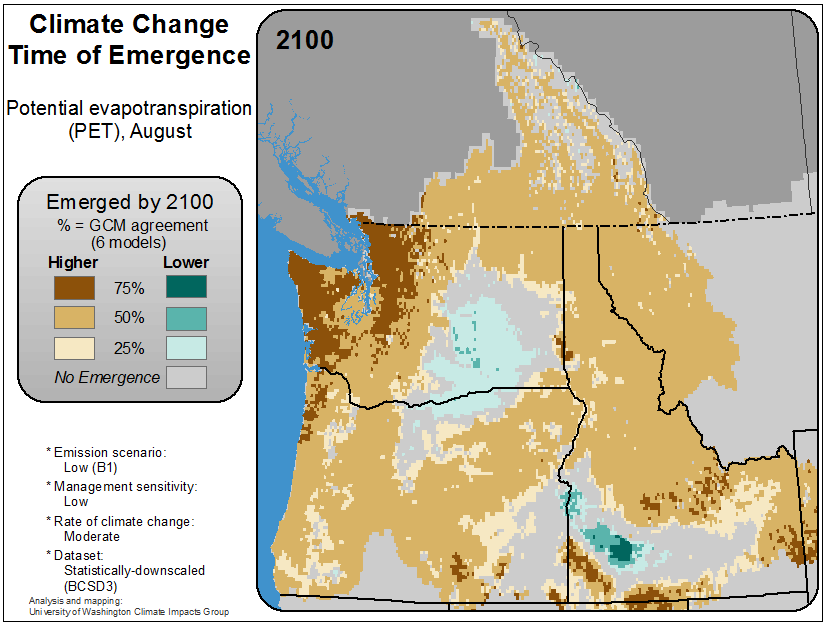 Climate Change
Time of Emergence
Potential evapotranspiration
(PET), August
Emerged by 2100
% = GCM agreement
(6 models)
Higher Lower
75%
50%
25%
No Emergence
* Emission scenario:
Low (B1)
* Management sensitivity:
Low
* Rate of climate change:
Moderate
* Dataset:
Statistically-downscaled
(BCSD3)
Analysis and mapping:
University of Washington Climate Impacts Group
2100